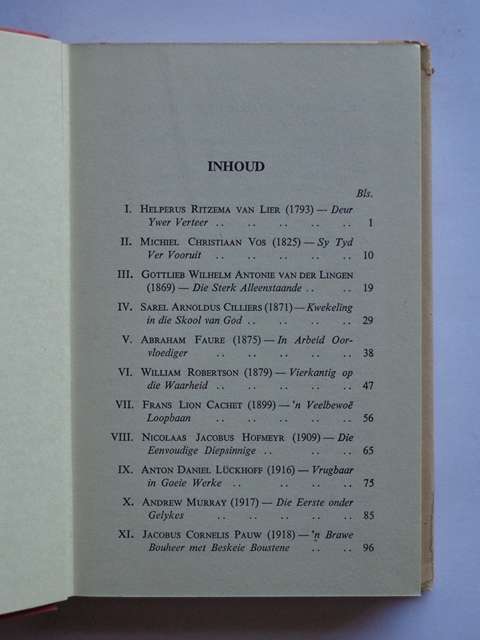 INHOUD
Bls.
I. HELPERUS RITZEMA VAN LIER (1793) — Deur
Ywer Verteer .. .. .. .. .. 1
II. MICHIEL CHRISTIAAN VOS (1825) — Sy Tyd
Ver Vooruit .. .. .. .. .. 10
III. GOTTLIEB WILHELM ANTONIE VAN DER LINGEN
(1869) — Die Sterk Alleenstaande .. .. 19
IV. SAREL ARNOLDUS CILLIERS (1871) — Kwekeling
in die Skool van God .. .. .. .. 29
V. ABRAHAM FAURE (1875) — In Arbeid Oor-
vloediger .. .. .. .. .. 38
VI. WILLIAM ROBERTSON (1879) — Vierkantig op
die Waarheid .. .. .. .. .. 47
VII. FRANS LION CACHET (1899) — 'n Veelbewoë
Loopbaan .. .. .. .. .. 56
VIII. NICOLAAS JACOBUS HOFMEYR (1909) — Die
Eenvoudige Diepsinnige .. .. .. .. 65
IX. ANTON DANIEL LÜCKHOFF (1916) — Vrugbaar
in Goeie Werke .. .. .. .. .. 75
X. ANDREW MURRAY (1917) — Die Eerste onder
Gelykes .. .. .. .. .. 85
XI. JACOBUS CORNELIS PAUW (1918) — 'n Brawe
Bouheer met Beskeie Boustene .. .. 96